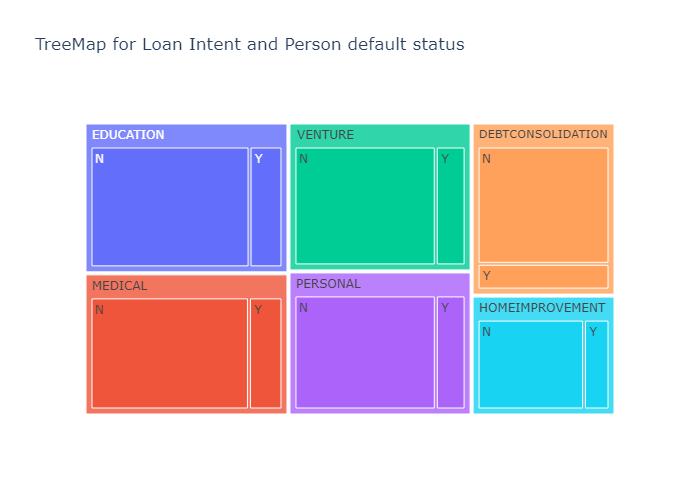 TreeMap for Loan Intent and Person default status
EDUCATION
N
Y
VENTURE
N
Y
DEBTCONSOLIDATION
N
Y
MEDICAL
N
Y
PERSONAL
N
Y
HOMEIMPROVEMENT
N
Y